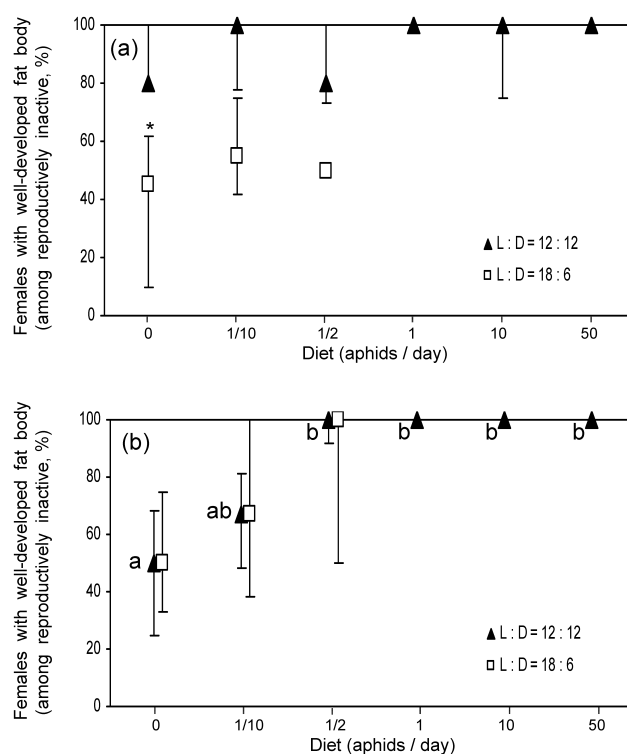 Females with well-developed fat body
(among reproductively inactive, %)
(a)
100
80
60
40
20
0
*
▲ L : D = 12 : 12
□ L : D = 18 : 6
0 1/10 1/2 1 10 50
Diet (aphids / day)
Females with well-developed fat body
(among reproductively inactive, %)
(b)
100
80
60
40
20
0
a
ab
b b b b
▲ L : D = 12 : 12
□ L : D = 18 : 6
0 1/10 1/2 1 10 50
Diet (aphids / day)